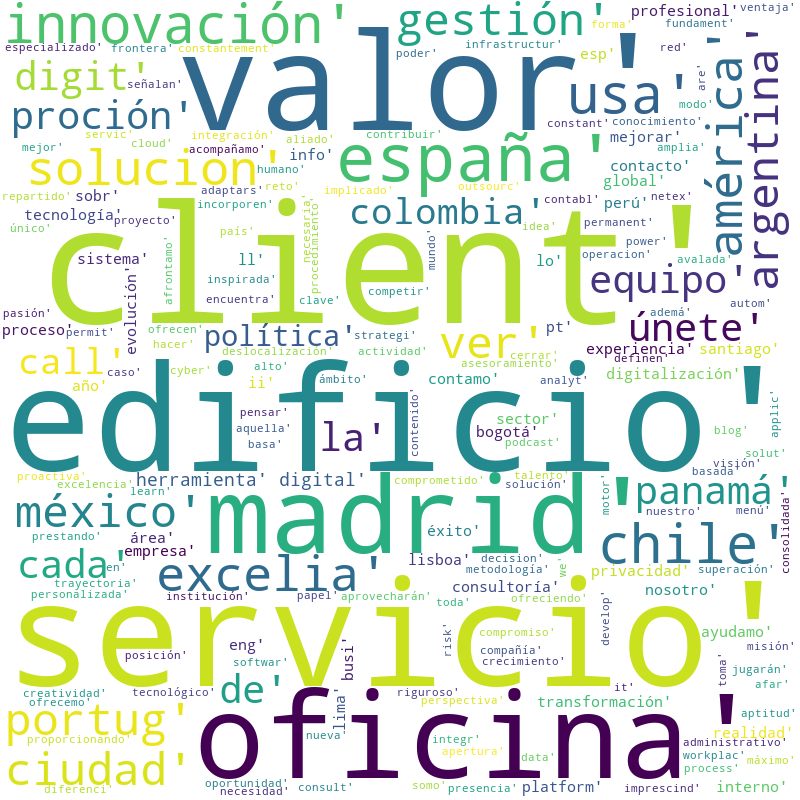 innovación'
gestión'
profesional'
ventaja'
forma'
fundament'
especializado'
frontera'
constantement'
infrastructur'
poder'
esp'
red'
are'
digit'
señalan'
valor'
usa'
modo'
américa'
argentina'
proción'
servic'
cloud'
integración'
aliado'
contribuir'
constant'
conocimiento'
mejor'
acompañamo'
info'
españa'
mejorar'
amplia'
solucion'
humano'
contacto'
repartido'
sobr'
adaptars'
reto'
implicado'
outsourc'
contabl'
global'
perú'
netex'
tecnología'
incorporen'
colombia'
idea'
permanent'
único'
proyecto'
país'
necesaria'
procedimiento'
mundo'
power'
operacion'
avalada'
client'
sistema'
afrontamo'
ll'
inspirada'
lo'
equipo'
evolución'
encuentra'
clave'
competir'
autom'
pasión'
proceso'
permit'
ofrecen'
hacer'
política'
strategi'
ver'
pt'
ademá'
únete'
definen'
call'
caso'
cyber'
deslocalización'
actividad'
cerrar'
experiencia'
santiago'
año'
alto'
asesoramiento'
ii'
ámbito'
contamo'
analyt'
digitalización'
edificio'
pensar'
aquella'
basa'
la'
contenido'
sector'
bogotá'
podcast'
blog'
applic'
solut'
visión'
basada'
proactiva'
excelencia'
learn'
herramienta'
digital'
comprometido'
talento'
solución'
motor'
panamá'
nuestro'
menú'
consolidada'
méxico'
prestando'
madrid'
área'
empresa'
éxito'
chile'
cada'
en'
trayectoria'
personalizada'
excelia'
lisboa'
decision'
metodología'
we'
privacidad'
superación'
consultoría'
nosotro'
institución'
papel'
aprovecharán'
toda'
ofreciendo'
servicio'
develop'
ayudamo'
eng'
busi'
risk'
compromiso'
compañía'
crecimiento'
misión'
posición'
softwar'
it'
toma'
jugarán'
afar'
creatividad'
ofrecemo'
tecnológico'
de'
riguroso'
perspectiva'
transformación'
aptitud'
portug'
lima'
oficina'
realidad'
proporcionando'
nueva'
integr'
apertura'
administrativo'
ciudad'
data'
workplac'
process'
máximo'
diferenci'
oportunidad'
necesidad'
consult'
somo'
presencia'
platform'
imprescind'
interno'